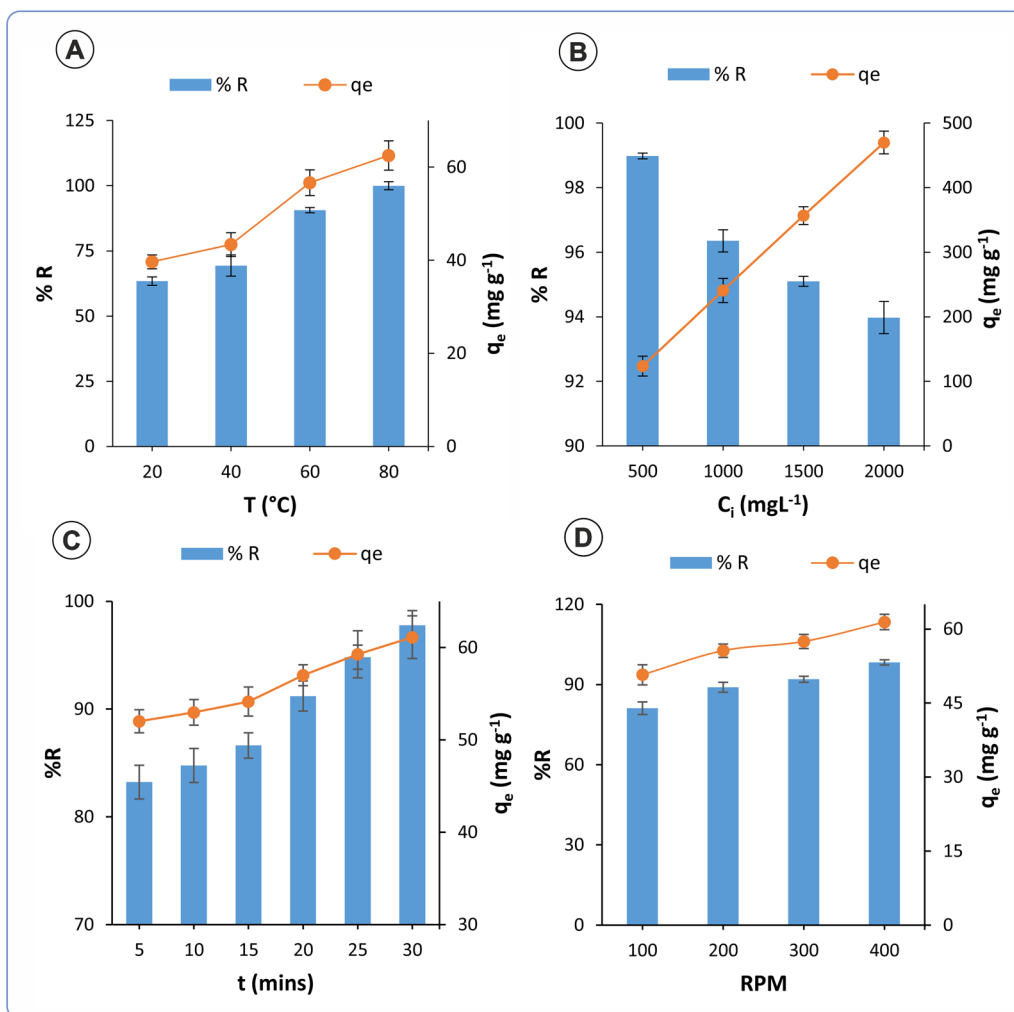 A
% R
qe
% R
125
100
75
50
25
0
60
40
20
0
qe (mg g-1)
20 40 60 80
T (°C)
B
% R
qe
% R
100
98
96
94
92
90
500
400
300
200
100
0
qe (mg g-1)
500 1000 1500 2000
Ci (mgL-1)
C
% R
qe
%R
100
90
80
70
60
50
40
30
qe (mg g-1)
5 10 15 20 25 30
t (mins)
D
% R
qe
%R
120
90
60
30
0
60
45
30
15
0
qe (mg g-1)
100 200 300 400
RPM